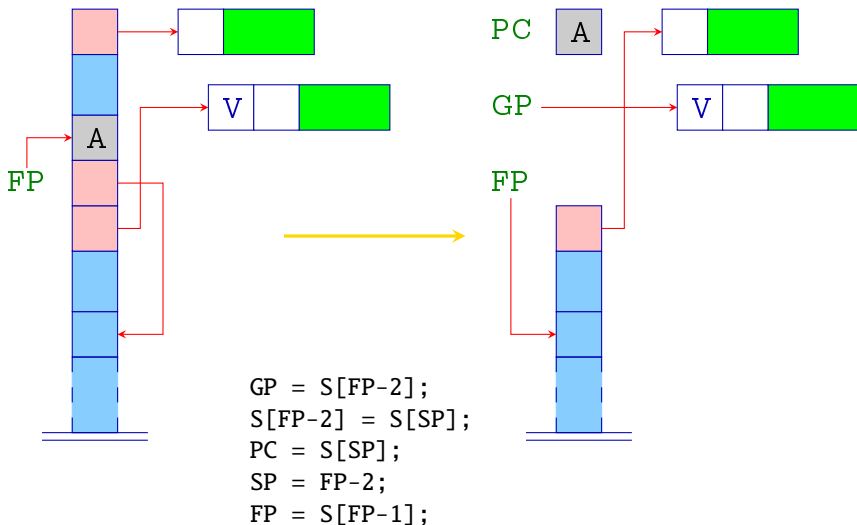 PC A
A
V
GP V
FP
FP
GP = S[FP-2];
S[FP-2] = S[SP];
PC = S[SP];
SP = FP-2;
FP = S[FP-1];